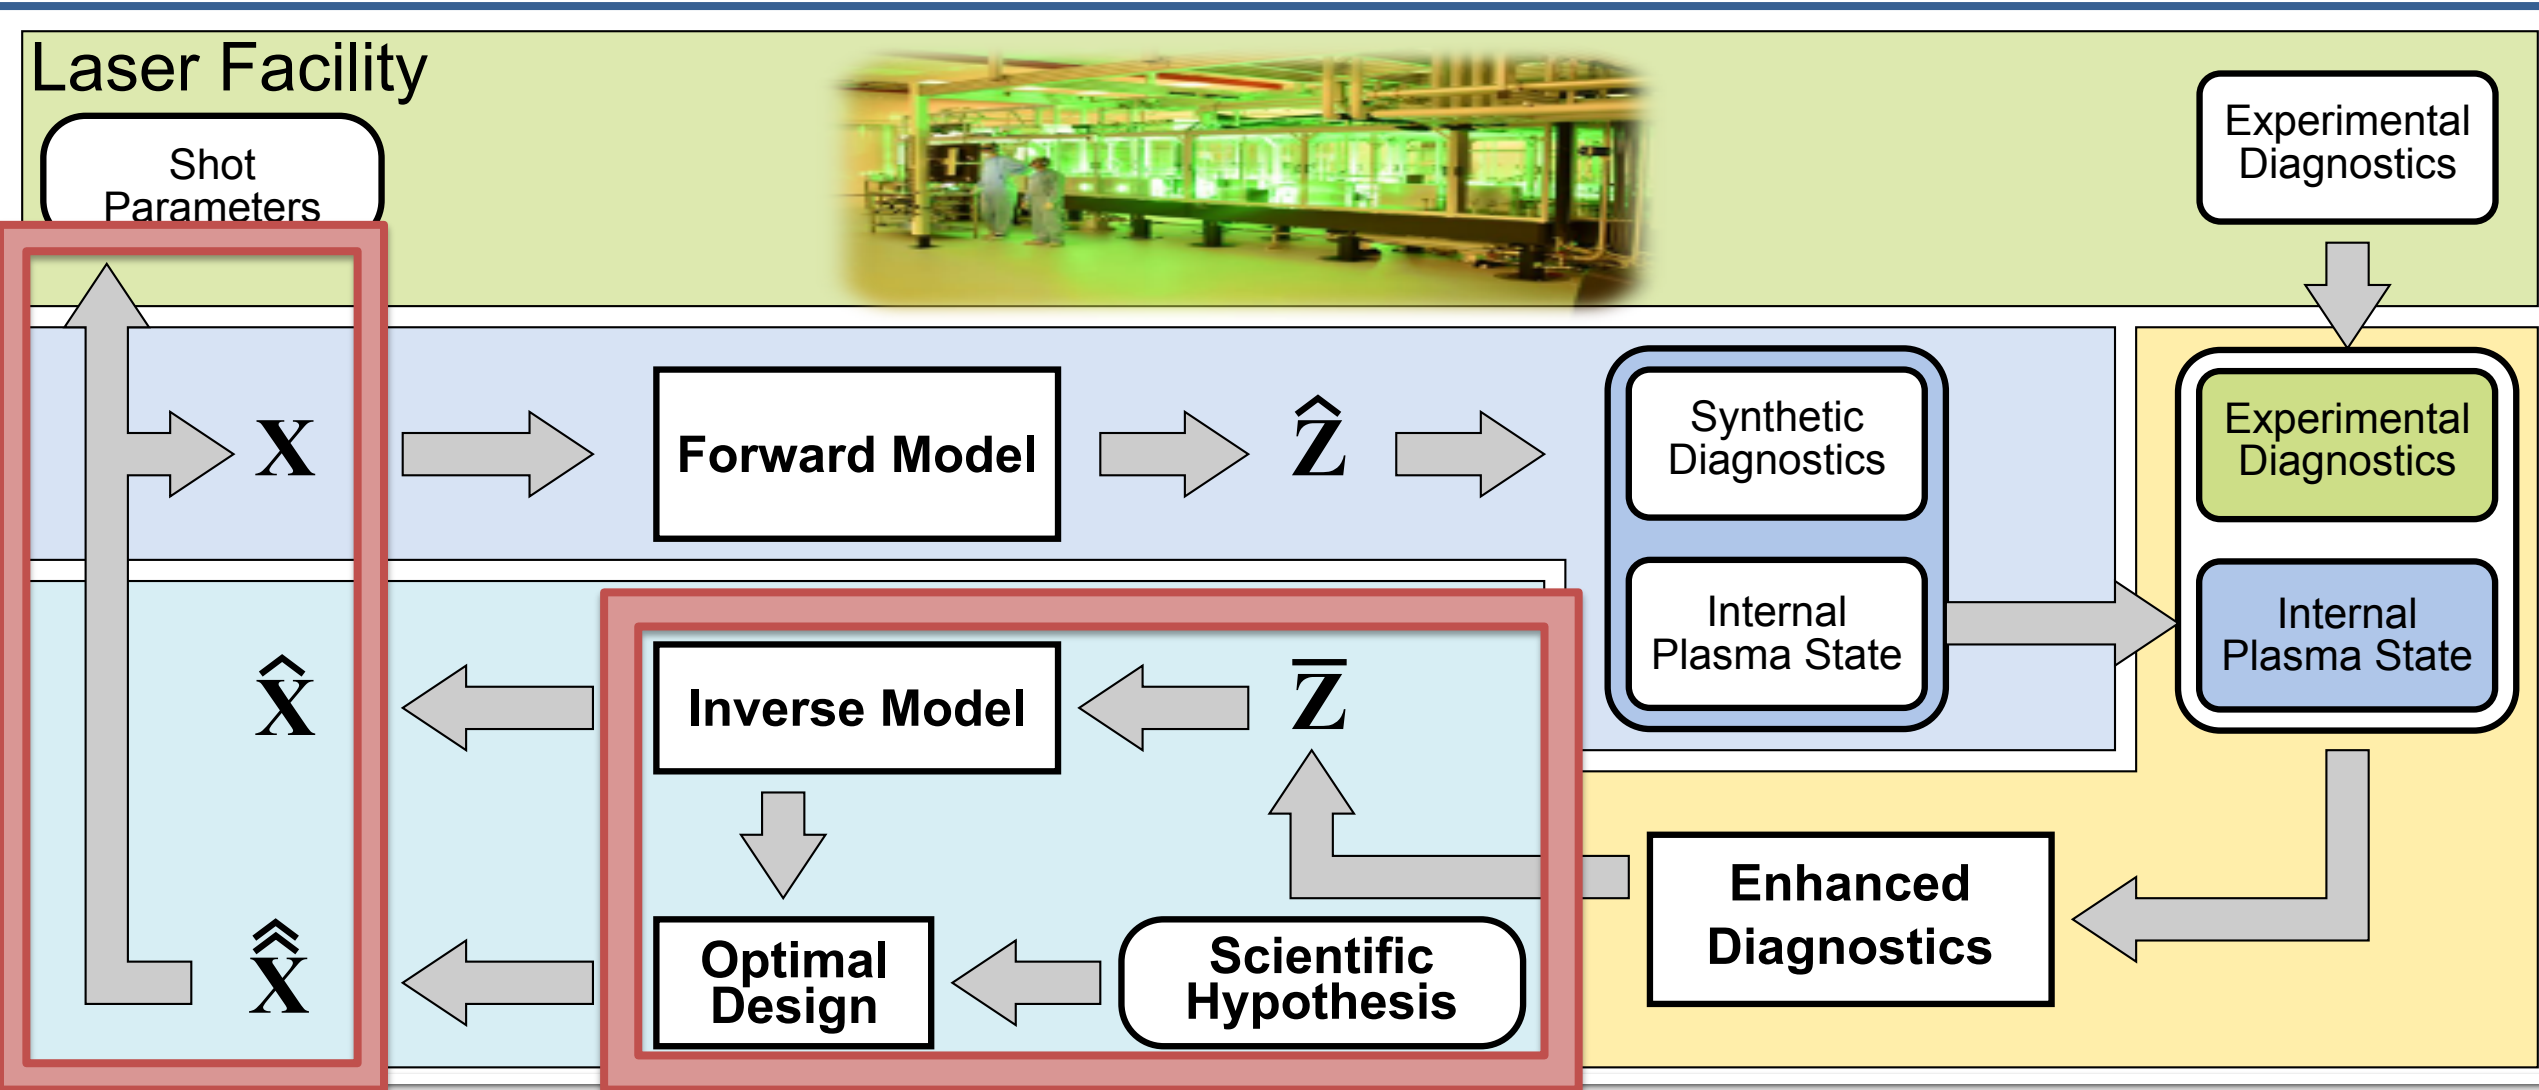 Laser Facility
Shot
Parameters
Experimental
Diagnostics
X
Forward Model
Ẑ
Synthetic
Diagnostics
Internal
Plasma State
Experimental
Diagnostics
Internal
Plasma State
X̂
Inverse Model
Z̅
Enhanced
Diagnostics
X̂̂
Optimal
Design
Scientific
Hypothesis